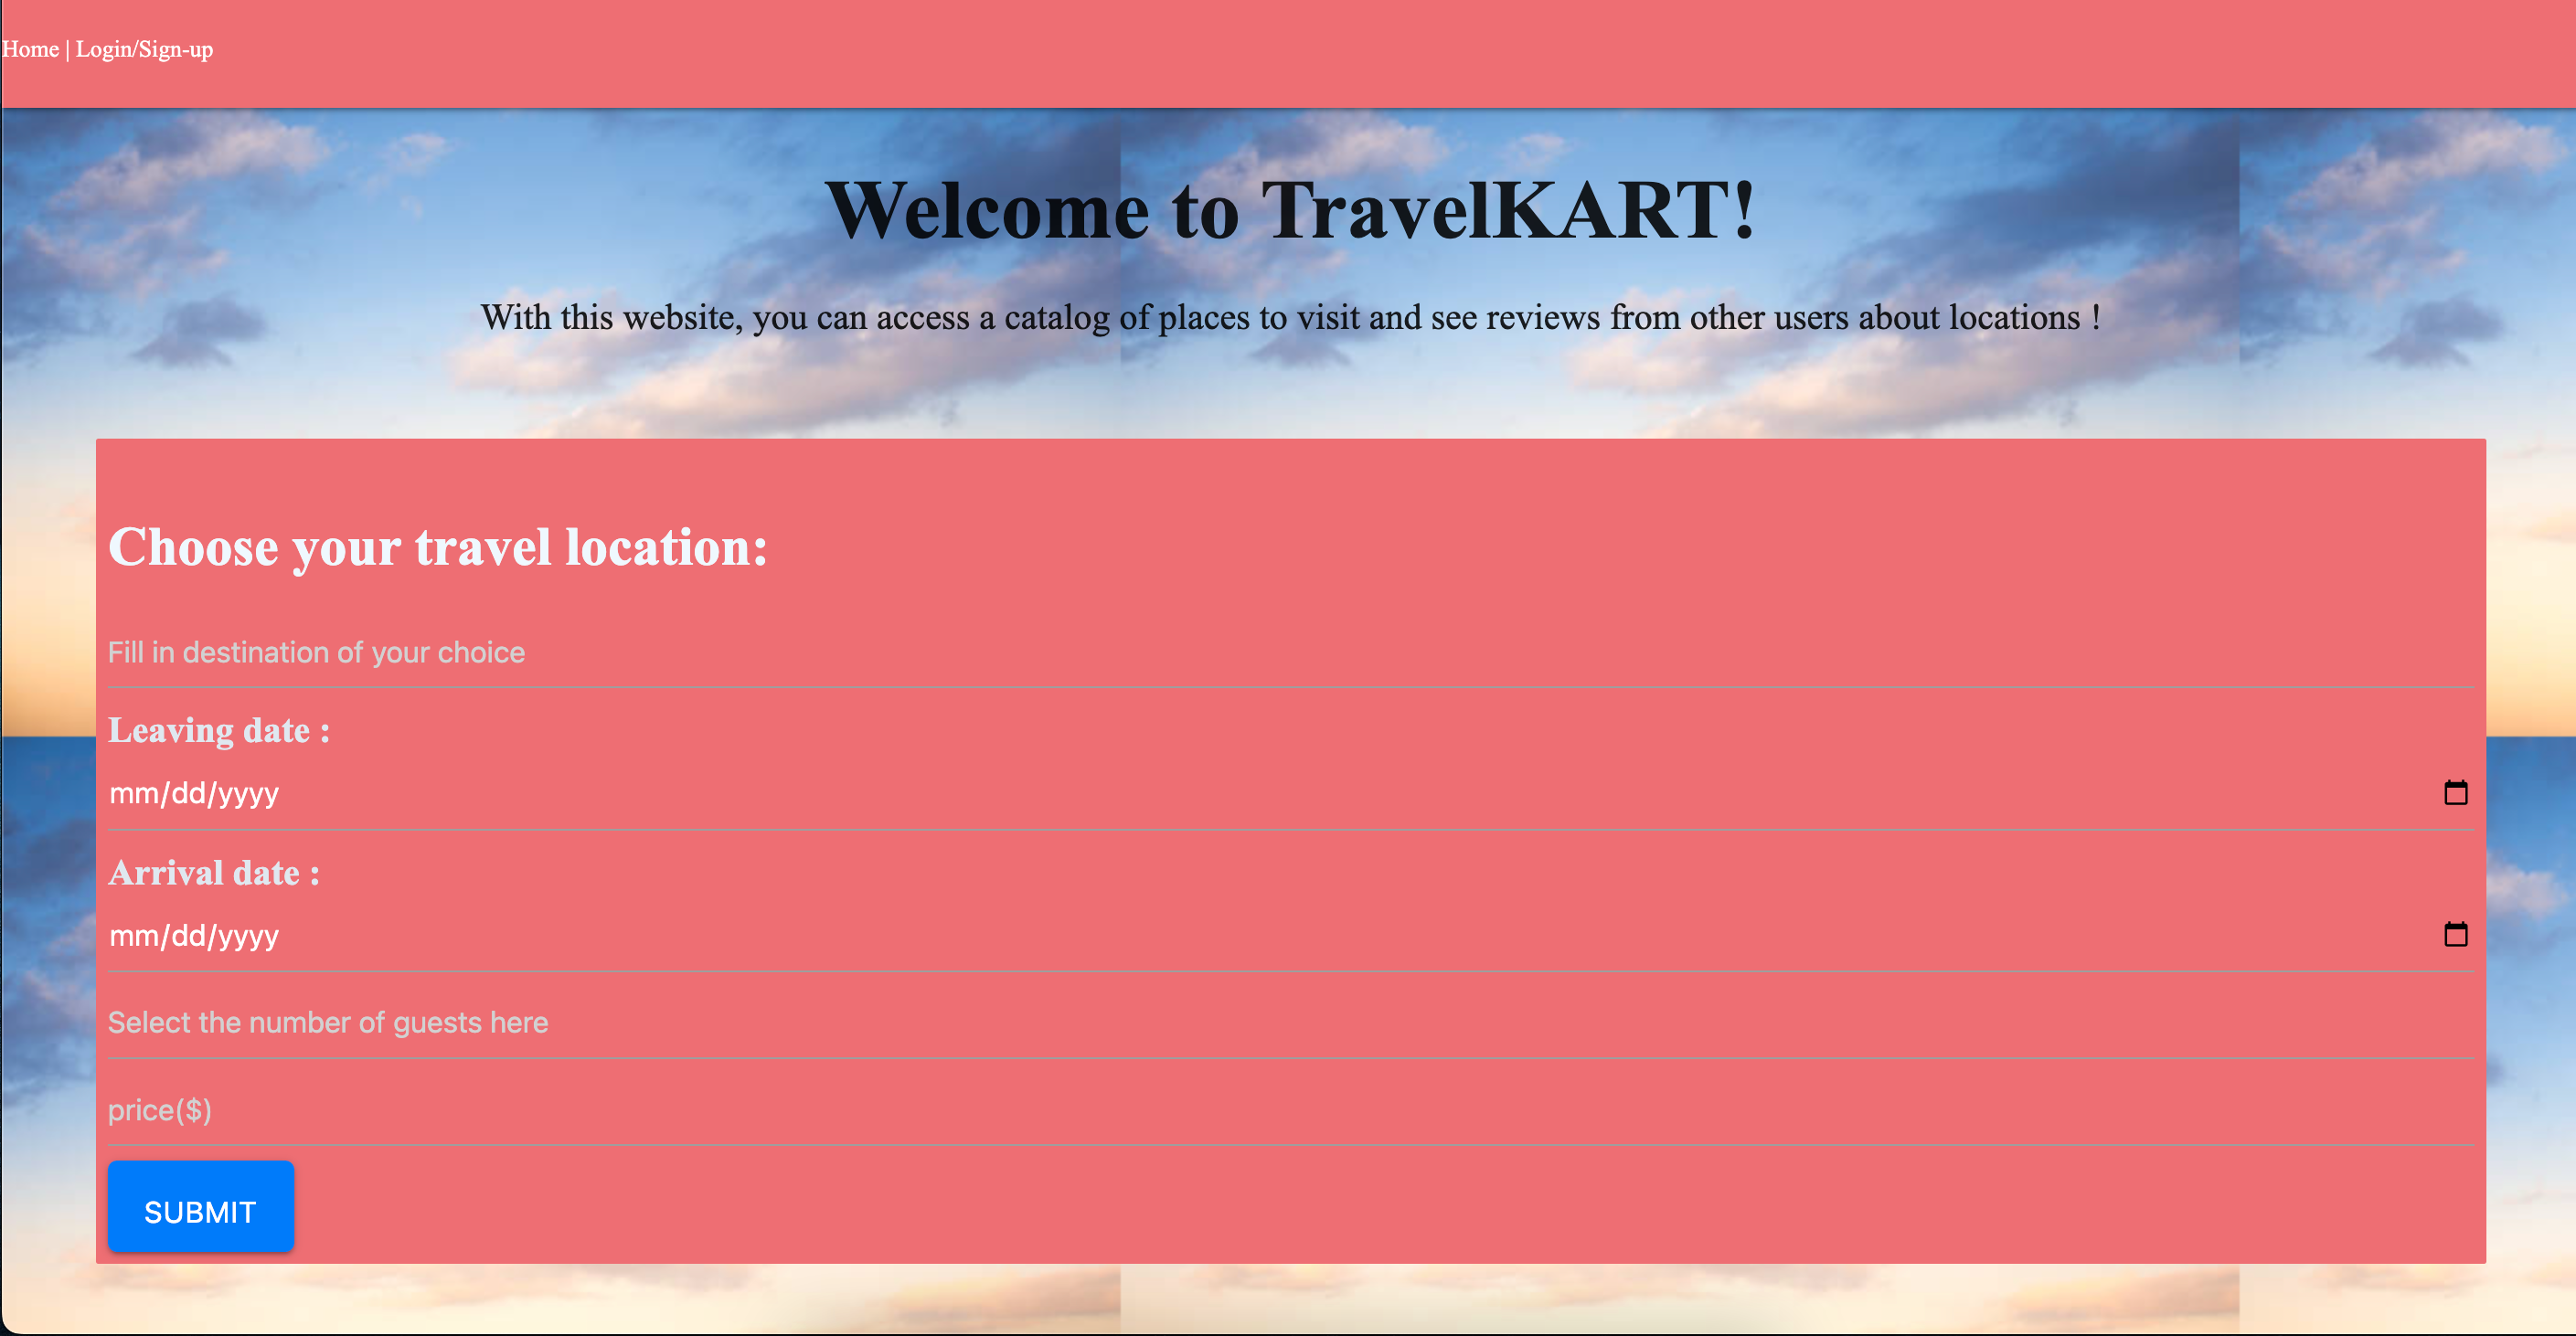 Home | Login/Sign-up
Welcome to TravelKART!
With this website, you can access a catalog of places to visit and see reviews from other users about locations !
Choose your travel location:
Fill in destination of your choice
Leaving date :
mm/dd/yyyy
Arrival date :
mm/dd/yyyy
Select the number of guests here
price($)
SUBMIT